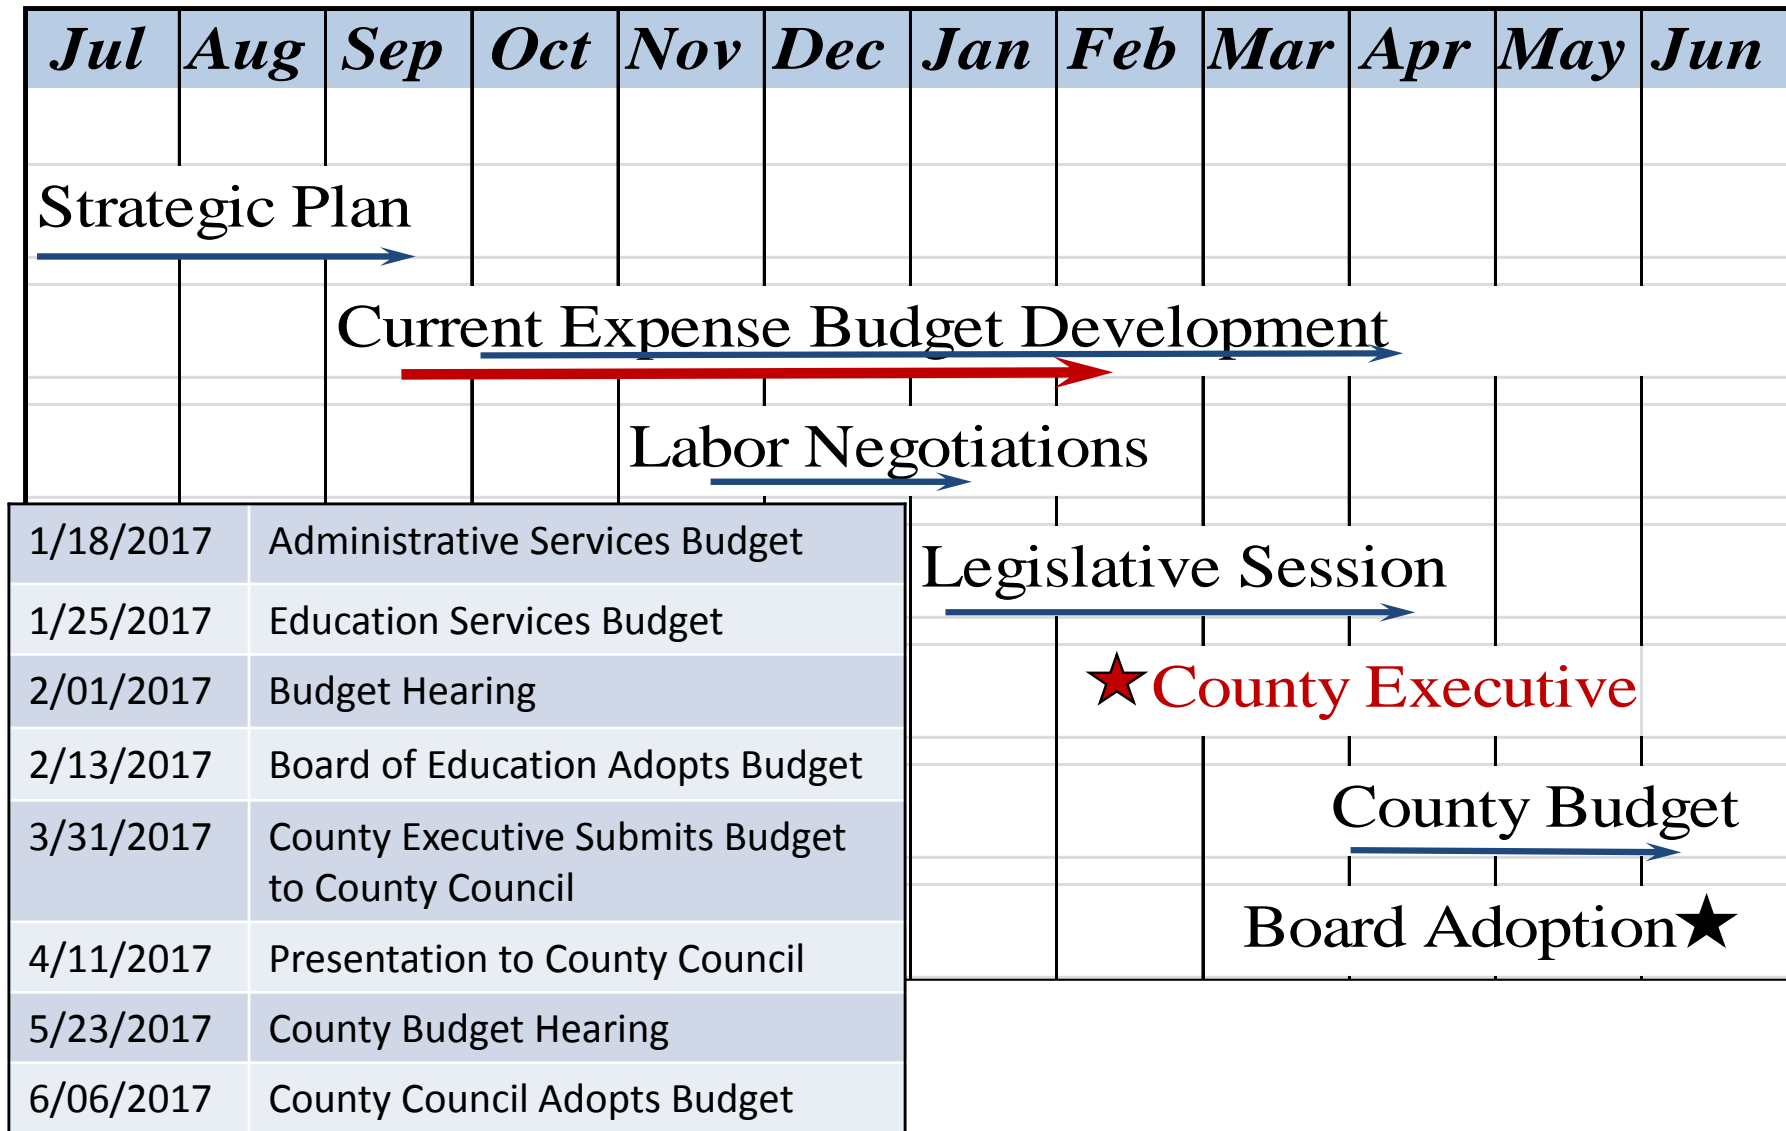 Jul Aug Sep Oct Nov Dec Jan Feb Mar Apr May Jun
Strategic Plan
Current Expense Budget Development
Labor Negotiations
Legislative Session
County Executive
County Budget
Board Adoption
1/18/2017 Administrative Services Budget
1/25/2017 Education Services Budget
2/01/2017 Budget Hearing
2/13/2017 Board of Education Adopts Budget
3/31/2017 County Executive Submits Budget
to County Council
4/11/2017 Presentation to County Council
5/23/2017 County Budget Hearing
6/06/2017 County Council Adopts Budget